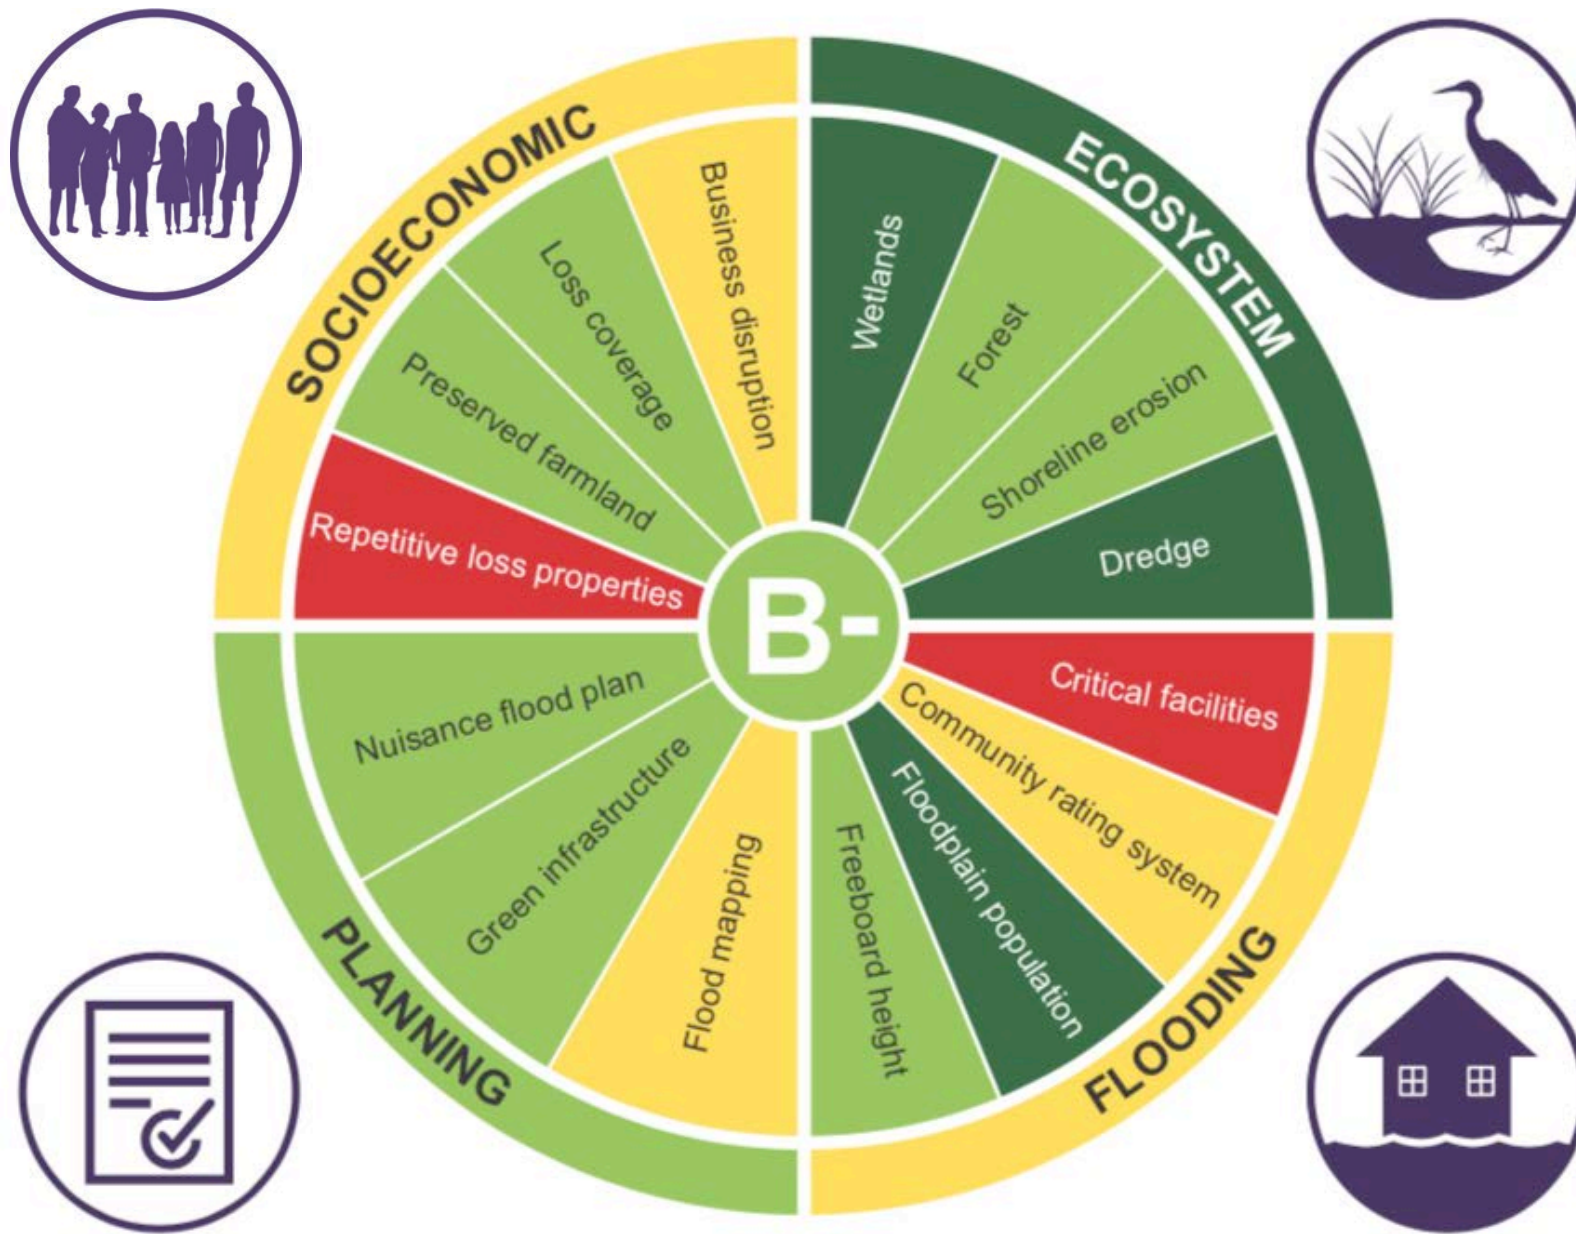 SOCIOECONOMIC
ECOSYSTEM
Business disruption
Loss coverage
Preserved farmland
Repetitive loss properties
Wetlands
Forest
Shoreline erosion
Dredge
B-
Nuisance flood plan
Green infrastructure
Flood mapping
Critical facilities
Community rating system
Floodplain population
Freeboard height
PLANNING
FLOODING